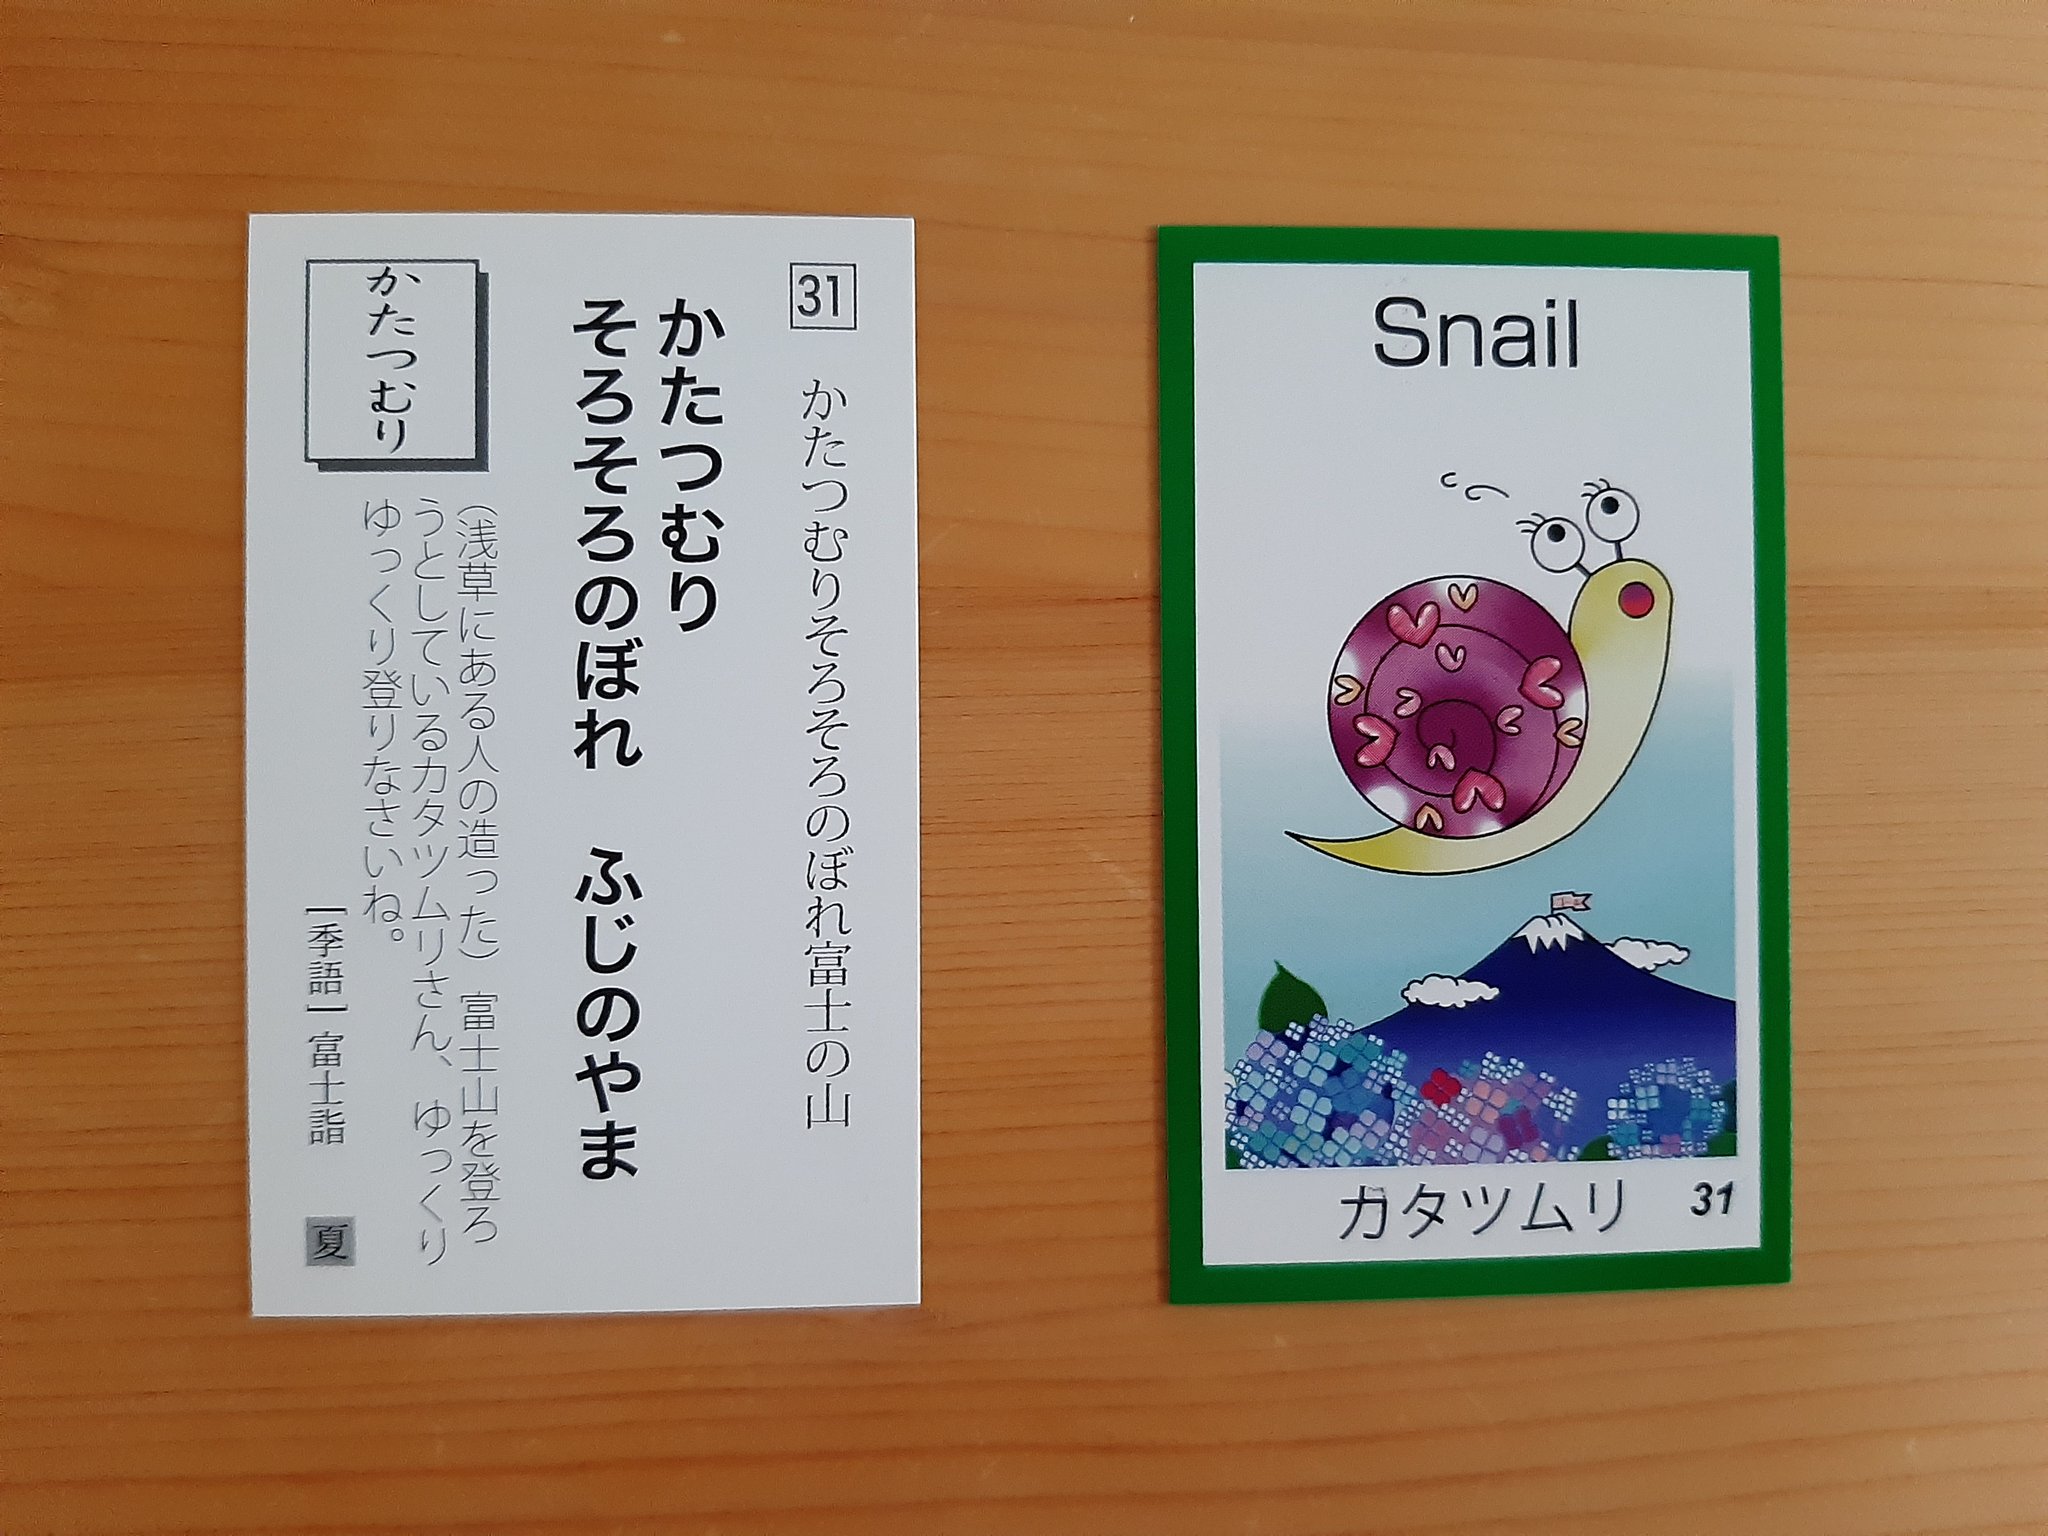 31
かたつむりそろそろのぼれ富士の山
かたつむり
そろそろのぼれ ふじのやま
かたつむり
（浅草にある人の造った）富士山を登ろ
うとしているカタツムリさん、ゆっくり
ゆっくり登りなさいね。
［季語］富士詣
夏
Snail
カタツムリ
31